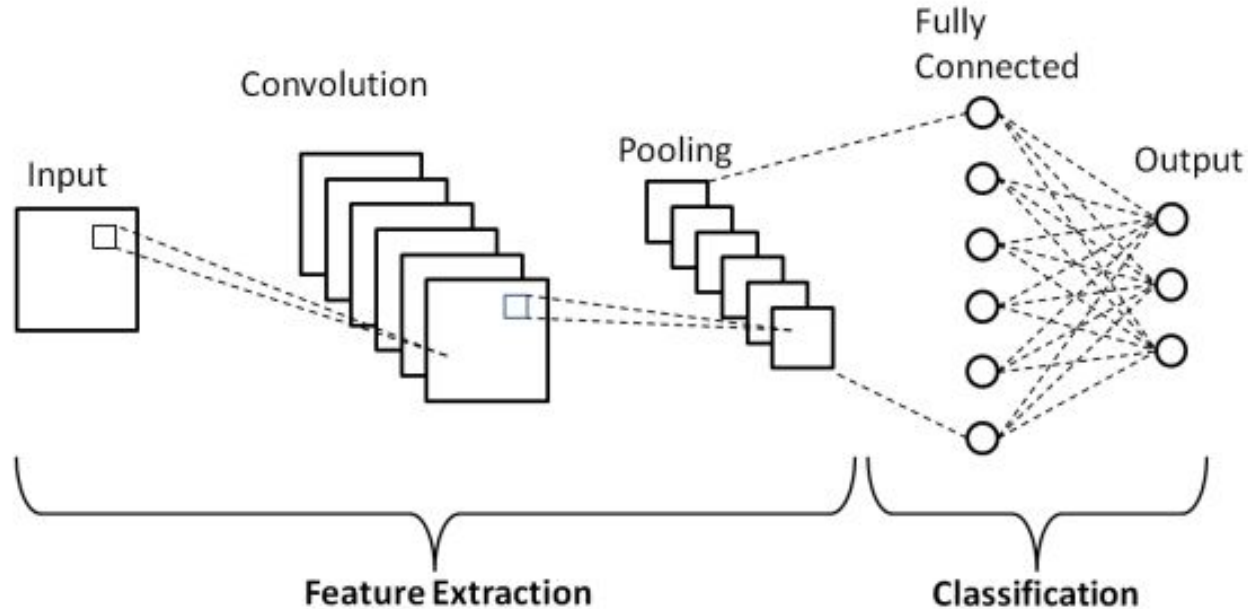 Fully
Connected
Convolution
Pooling
Output
Input
Feature Extraction
Classification